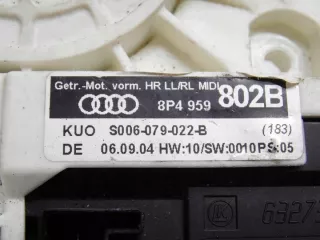 Getr.-Mot. vorm. HR LL/RL MIDI
8P4 959 802B
KUO S006-079-022-B (183)
DE 06.09.04 HW:10/SW:0010PS:05